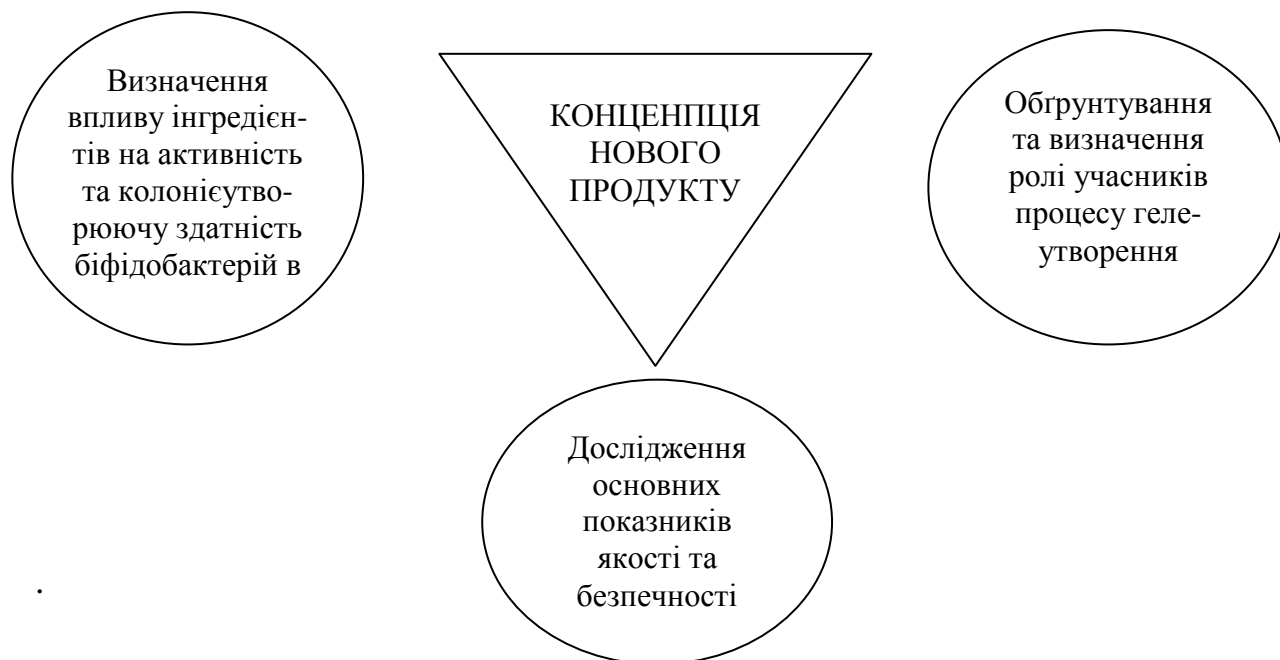 Визначення
впливу інгредієн-
тів на активність
та колонієутво-
рюючу здатність
біфідобактерій в
КОНЦЕНПЦІЯ
НОВОГО
ПРОДУКТУ
Обґрунтування
та визначення
ролі учасників
процесу геле-
утворення
Дослідження
основних
показників
якості та
безпечності
.